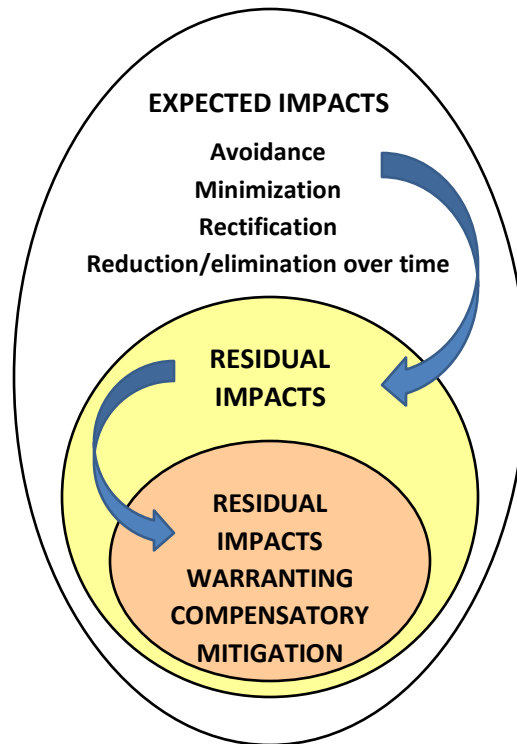 EXPECTED IMPACTS
Avoidance
Minimization
Rectification
Reduction/elimination over time
RESIDUAL
IMPACTS
RESIDUAL
IMPACTS
WARRANTING
COMPENSATORY
MITIGATION